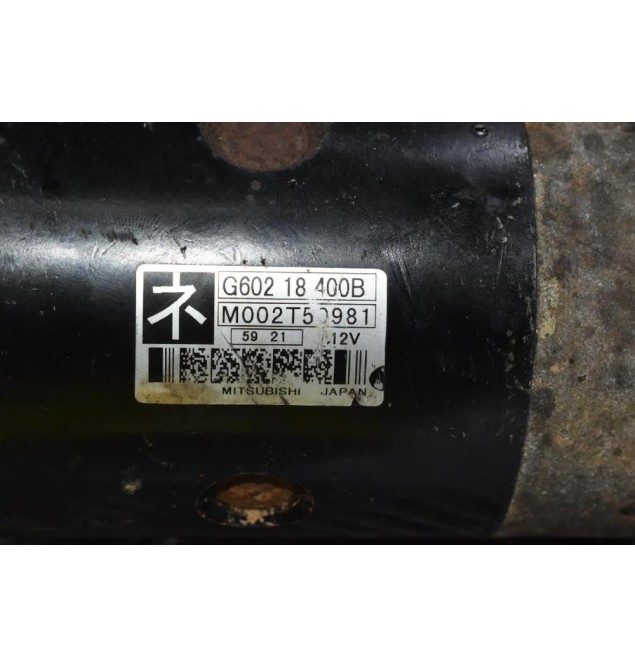 ネ
G602 18 400B
M002T50981
59 21 12V
MITSUBISHI JAPAN